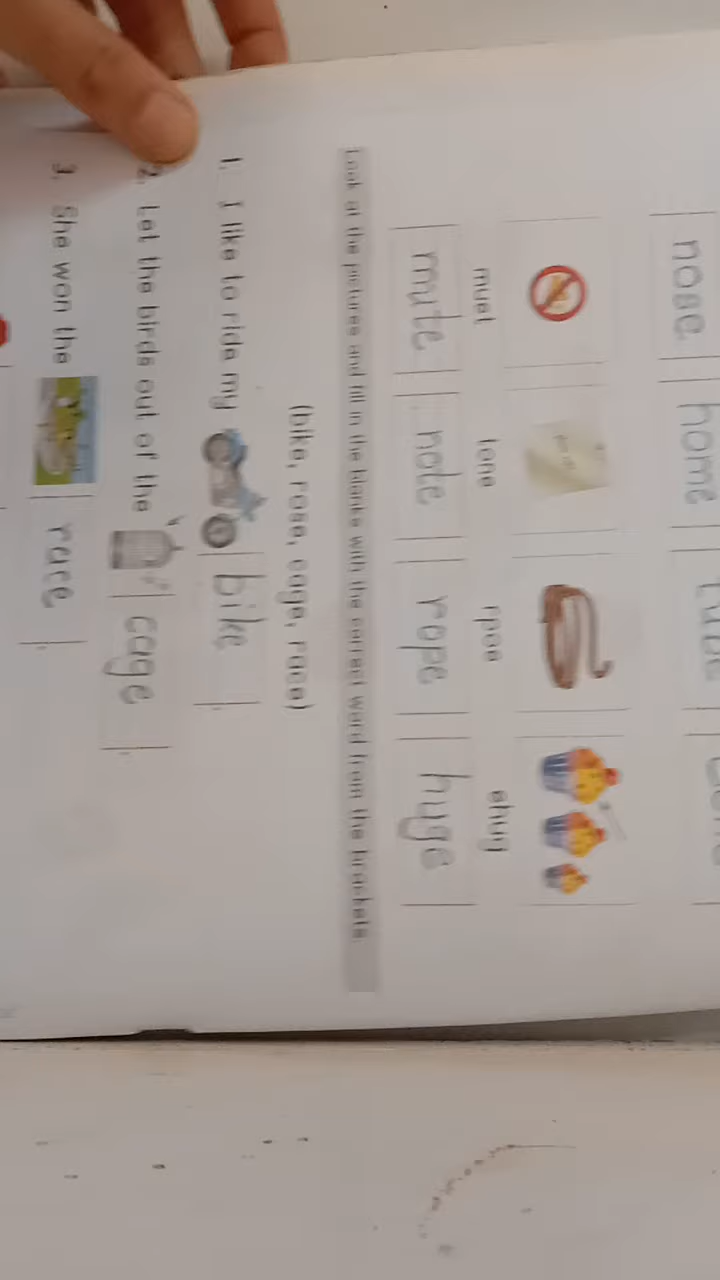 nose home
muet tone rpoe ehug
mute note rope huge
Look at the pictures and fill in the blanks with the correct word from the brackets.
(bike, rose, cage, race)
1. I like to ride my bike.
2. Let the birds out of the cage.
3. She won the race.